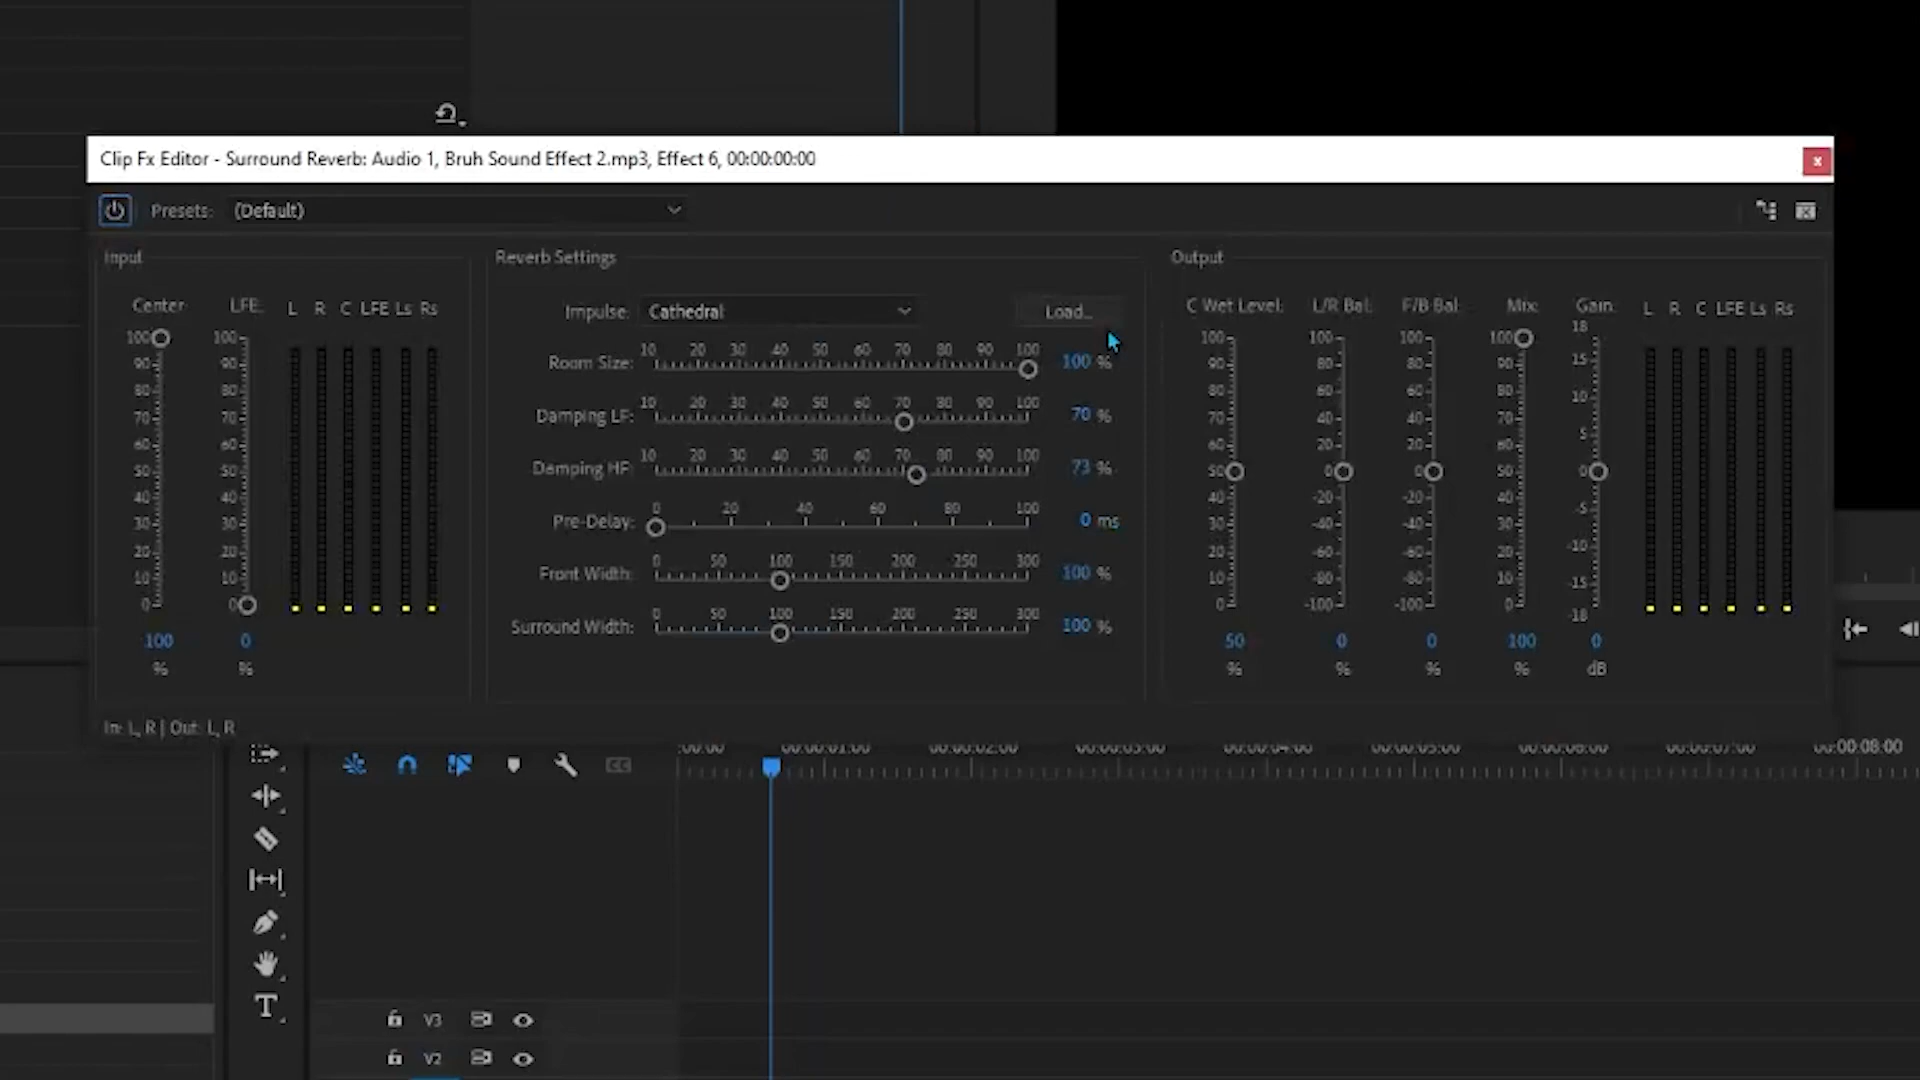 Clip Fx Editor - Surround Reverb: Audio 1, Bruh Sound Effect 2.mp3, Effect 6, 00:00:00:00
x
Presets: (Default)
Input
Reverb Settings
Output
Center: LFE: L R C LFE Ls Rs
100 90 80 70 60 50 40 30 20 10 0
100 %
100 90 80 70 60 50 40 30 20 10 0
0 %
Impulse: Cathedral Load...
10 20 30 40 50 60 70 80 90 100
Room Size: 100 %
10 20 30 40 50 60 70 80 90 100
Damping LF: 70 %
10 20 30 40 50 60 70 80 90 100
Damping HF: 73 %
0 20 40 60 80 100
Pre-Delay: 0 ms
0 50 100 150 200 250 300
Front Width: 100 %
0 50 100 150 200 250 300
Surround Width: 100 %
C Wet Level: L/R Bal: F/B Bal: Mix: Gain: L R C LFE Ls Rs
100 90 80 70 60 50 40 30 20 10 0
50 %
100 80 60 40 20 0 -20 -40 -60 -80 -100
0 %
100 80 60 40 20 0 -20 -40 -60 -80 -100
0 %
100 90 80 70 60 50 40 30 20 10 0
100 %
18 15 10 5 0 -5 -10 -15 -18
0 dB
In: L, R | Out: L, R
:00:00 00:00:01:00 00:00:02:00 00:00:03:00 00:00:04:00 00:00:05:00 00:00:06:00 00:00:07:00 00:00:08:00
CC
T
V3
V2